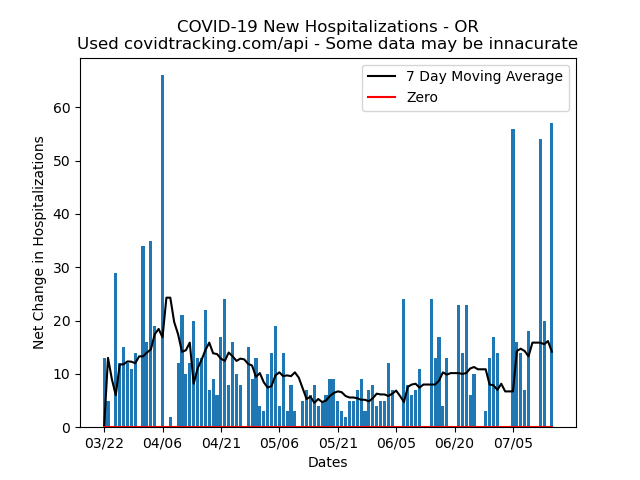 COVID-19 New Hospitalizations - OR
Used covidtracking.com/api - Some data may be innacurate
7 Day Moving Average
Zero
Net Change in Hospitalizations
60
50
40
30
20
10
0
03/22 04/06 04/21 05/06 05/21 06/05 06/20 07/05
Dates